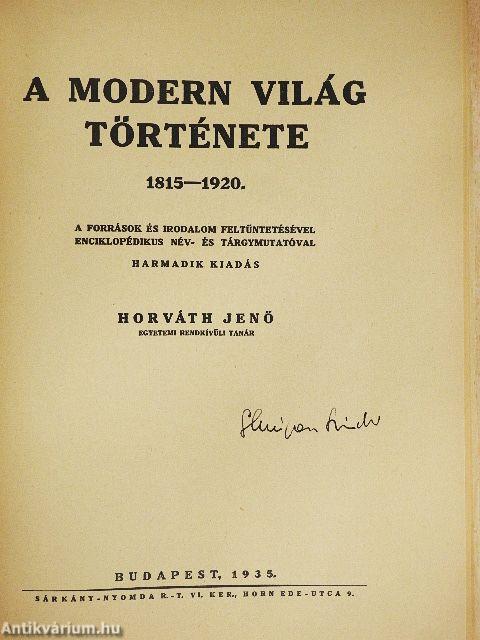 A MODERN VILÁG
TÖRTÉNETE
1815—1920.
A FORRÁSOK ÉS IRODALOM FELTÜNTETÉSÉVEL
ENCIKLOPÉDIKUS NÉV- ÉS TÁRGYMUTATÓVAL
HARMADIK KIADÁS
HORVÁTH JENŐ
EGYETEMI RENDKÍVÜLI TANÁR
BUDAPEST, 1935.
SÁRKÁNY-NYOMDA R.-T. VI. KER., HORN EDE-UTCA 9.
Antikvárium.hu